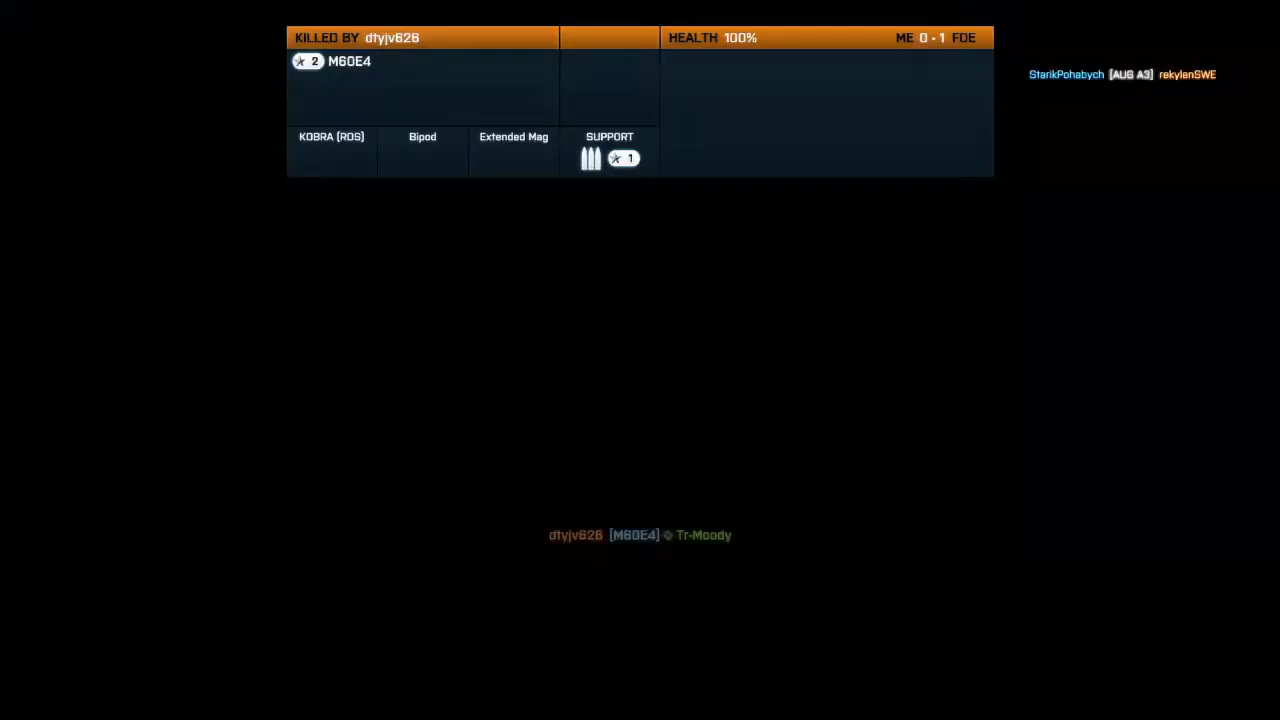 KILLED BY dtyjv626 HEALTH 100% ME 0 - 1 FOE
2 M60E4
StarikPohabych [AUG A3] rekylenSWE
KOBRA (RDS) Bipod Extended Mag SUPPORT
1
dtyjv626 [M60E4] Tr-Moody